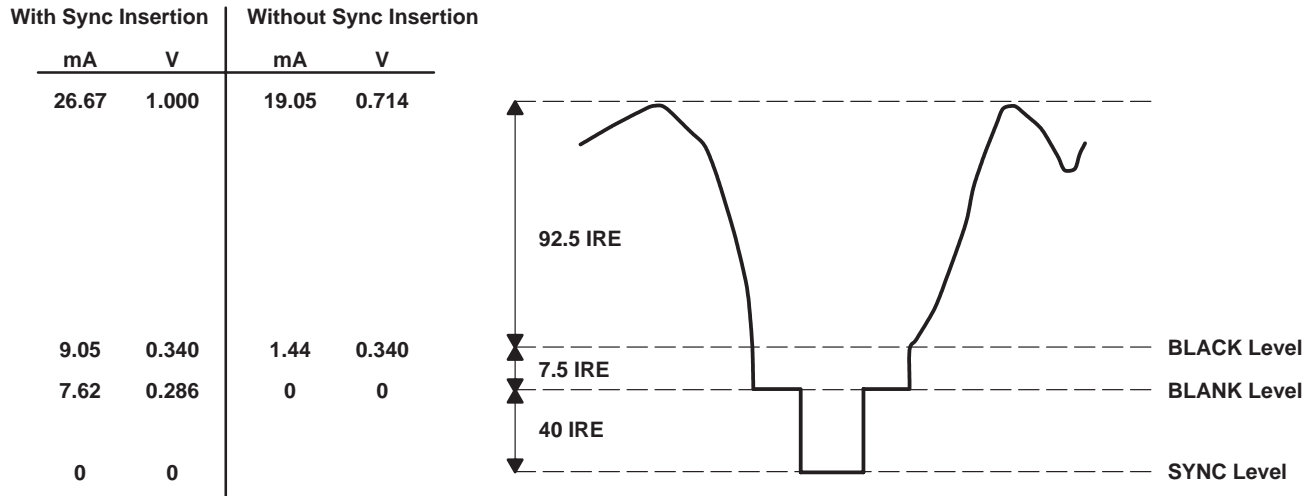 With Sync Insertion Without Sync Insertion
mA V mA V
26.67 1.000 19.05 0.714
92.5 IRE
9.05 0.340 1.44 0.340 BLACK Level
7.5 IRE
7.62 0.286 0 0 BLANK Level
40 IRE
0 0 SYNC Level